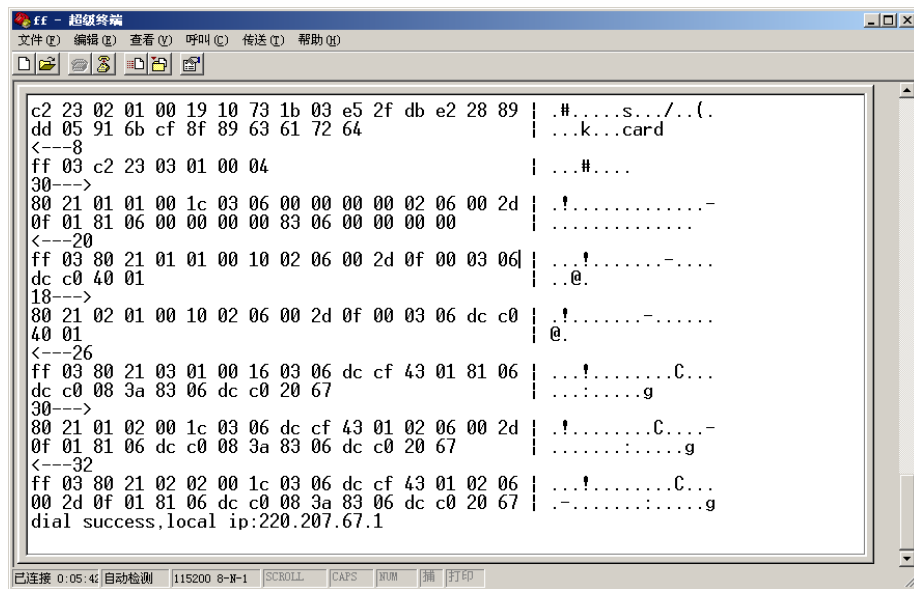 ff - 超级终端
文件(F) 编辑(E) 查看(V) 呼叫(C) 传送(T) 帮助(H)
c2 23 02 01 00 19 10 73 1b 03 e5 2f db e2 28 89 | .#.....s.../..(.
dd 05 91 6b cf 8f 89 63 61 72 64 | ...k...card
<---8
ff 03 c2 23 03 01 00 04 | ...#....
30--->
80 21 01 01 00 1c 03 06 00 00 00 00 02 06 00 2d | .!.............-
0f 01 81 06 00 00 00 00 83 06 00 00 00 00 | ..............
<---20
ff 03 80 21 01 01 00 10 02 06 00 2d 0f 00 03 06 | ...!.......-....
dc c0 40 01 | ..@.
18--->
80 21 02 01 00 10 02 06 00 2d 0f 00 03 06 dc c0 | .!.......-......
40 01 | @.
<---26
ff 03 80 21 03 01 00 16 03 06 dc cf 43 01 81 06 | ...!........C...
dc c0 08 3a 83 06 dc c0 20 67 | ...:.... g
30--->
80 21 01 02 00 1c 03 06 dc cf 43 01 02 06 00 2d | .!........C....-
0f 01 81 06 dc c0 08 3a 83 06 dc c0 20 67 | .......:.....g
<---32
ff 03 80 21 02 02 00 1c 03 06 dc cf 43 01 02 06 | ...!........C...
00 2d 0f 01 81 06 dc c0 08 3a 83 06 dc c0 20 67 | .-.......:.....g
dial success,local ip:220.207.67.1
已连接 0:05:42 自动检测 115200 8-N-1 SCROLL CAPS NUM 捕 打印